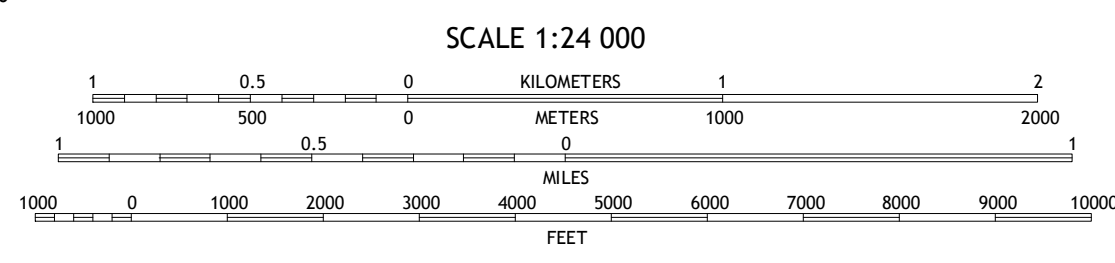 SCALE 1:24 000
1 0.5 0 KILOMETERS 1 2
1000 500 0 METERS 1000 2000
1 0.5 0 1
MILES
1000 0 1000 2000 3000 4000 5000 6000 7000 8000 9000 10000
FEET